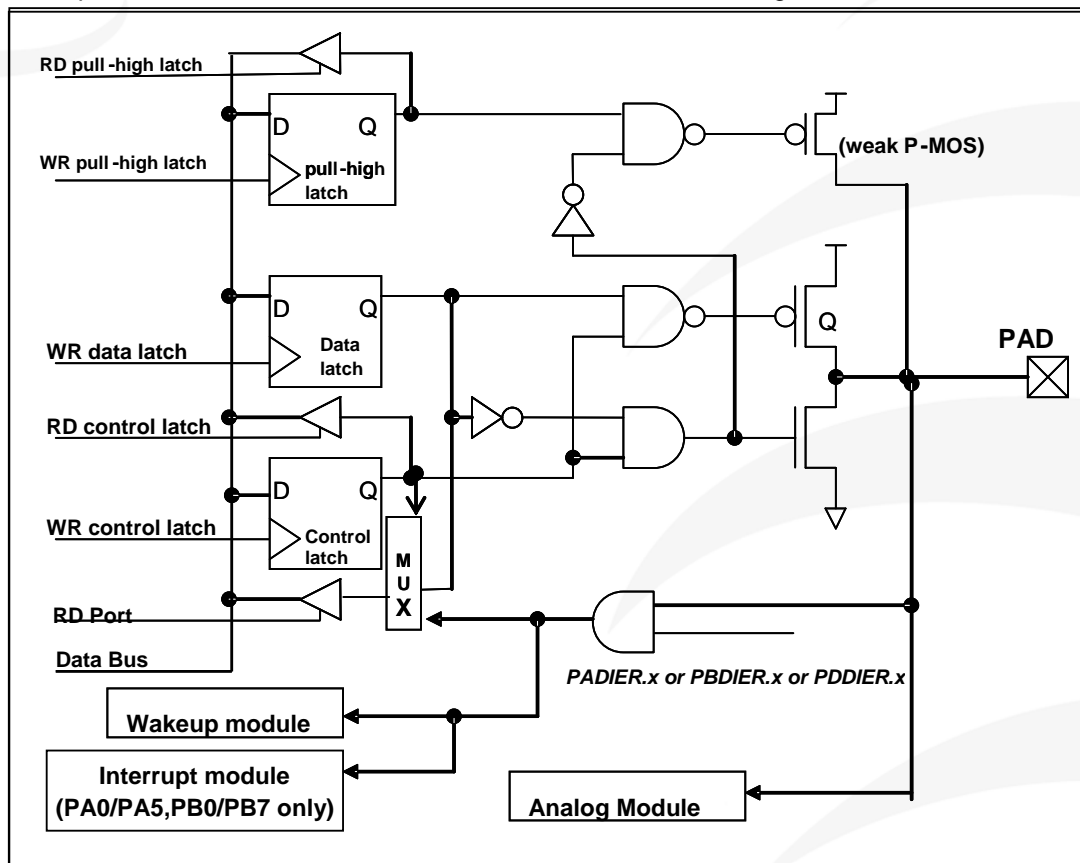 RD pull-high latch
D Q
WR pull-high latch
pull-high
latch
(weak P-MOS)
D Q
Data
latch
WR data latch
Q
PAD
RD control latch
D Q
WR control latch
Control
latch
M
U
X
RD Port
Data Bus
PADIER.x or PBDIER.x or PDDIER.x
Wakeup module
Interrupt module
(PA0/PA5,PB0/PB7 only)
Analog Module